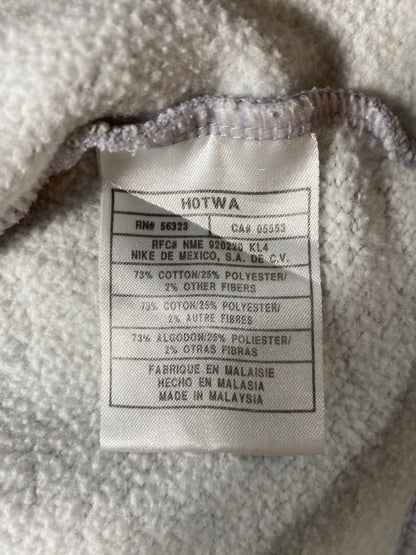 HOTWA
RN# 56323 CA# 05553
RFC# NME 920220 KL4
NIKE DE MEXICO, S.A. DE C.V.
73% COTTON/25% POLYESTER/
2% OTHER FIBERS
73% COTON/25% POLYESTER/
2% AUTRE FIBRES
73% ALGODON/25% POLIESTER/
2% OTRAS FIBRAS
FABRIQUE EN MALAISIE
HECHO EN MALASIA
MADE IN MALAYSIA